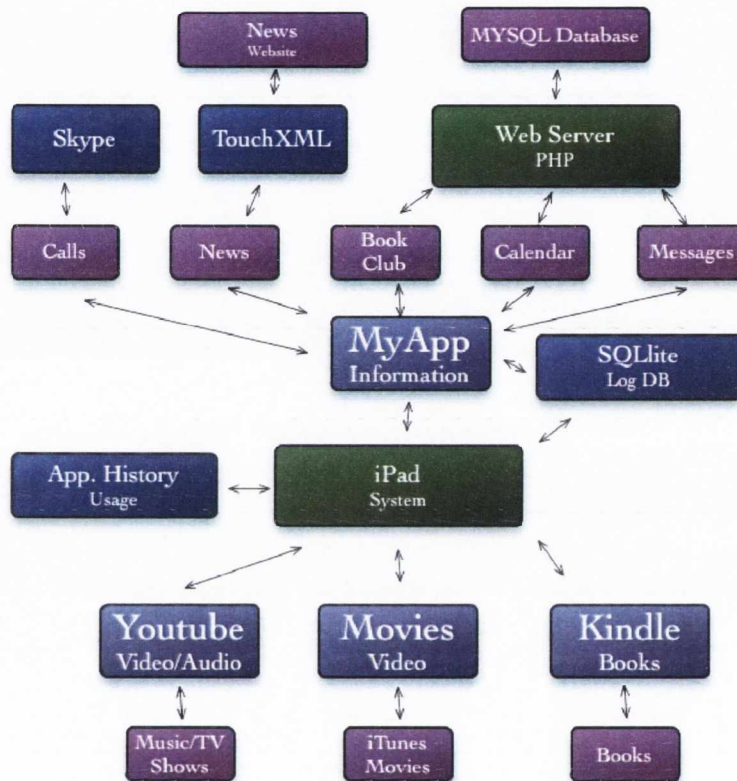 News
Website
MYSQL Database
Skype
TouchXML
Web Server
PHP
Calls
News
Book
Club
Calendar
Messages
MyApp
Information
SQLlite
Log DB
App. History
Usage
iPad
System
Youtube
Video/Audio
Movies
Video
Kindle
Books
Music/TV
Shows
iTunes
Movies
Books